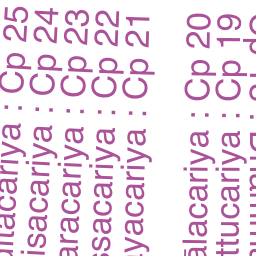 acariya : Cp 25
isacariya : Cp 24
aracariya : Cp 23
ssacariya : Cp 22
yacariya : Cp 21
ālacariya : Cp 20
ttucariya : Cp 19